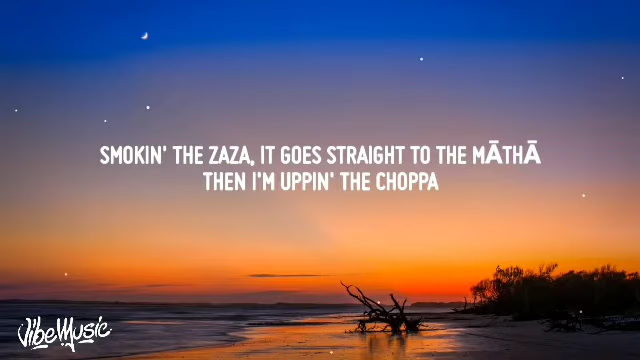 SMOKIN' THE ZAZA, IT GOES STRAIGHT TO THE MĀTHĀ
THEN I'M UPPIN' THE CHOPPA
VibeMusic